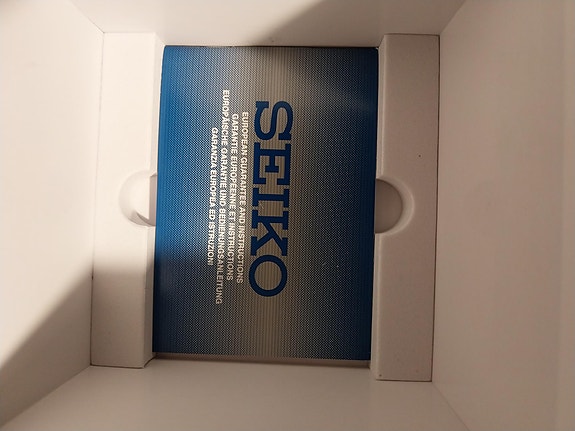 SEIKO
EUROPEAN GUARANTEE AND INSTRUCTIONS
GARANTIE EUROPÉENNE ET INSTRUCTIONS
EUROPÄISCHE GARANTIE UND BEDIENUNGSANLEITUNG
GARANZIA EUROPEA ED ISTRUZIONI